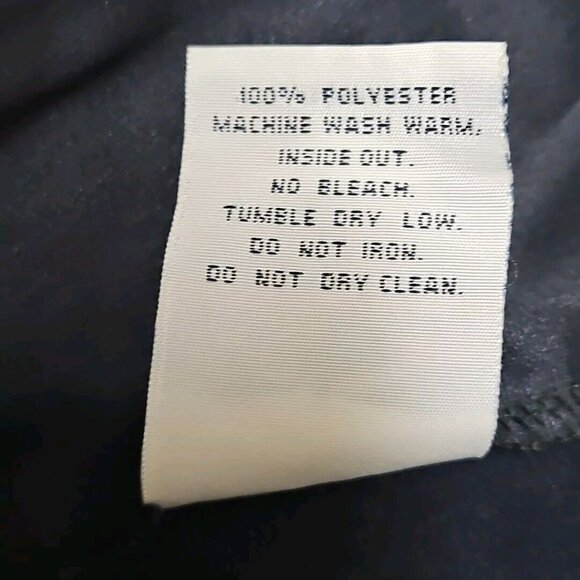 100% POLYESTER
MACHINE WASH WARM,
INSIDE OUT.
NO BLEACH.
TUMBLE DRY LOW.
DO NOT IRON.
DO NOT DRY CLEAN.